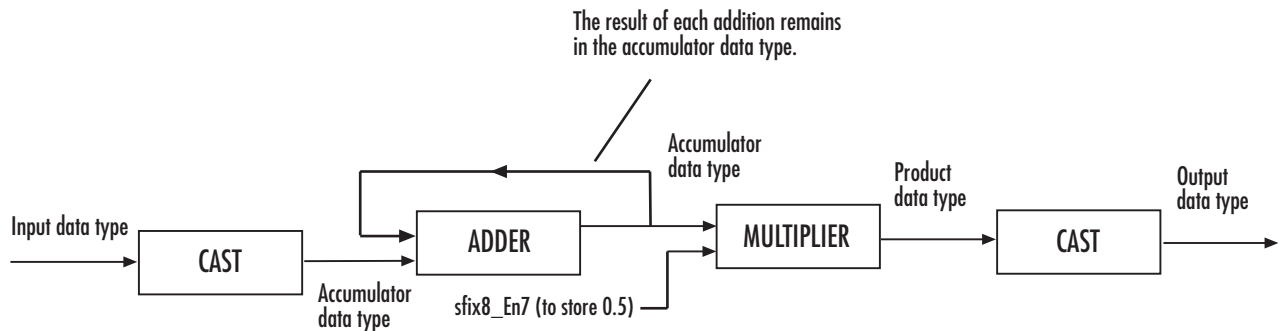 The result of each addition remains
in the accumulator data type.
Accumulator
data type
Product
data type
Output
data type
Input data type
CAST
ADDER
MULTIPLIER
CAST
Accumulator
data type
sfix8_En7 (to store 0.5)